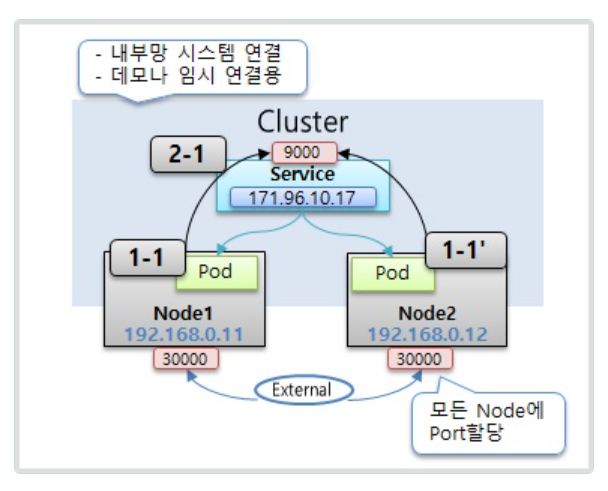 - 내부망 시스템 연결
- 데모나 임시 연결용
Cluster
2-1
9000
Service
171.96.10.17
1-1
1-1'
Pod
Pod
Node1
Node2
192.168.0.11
192.168.0.12
30000
30000
External
모든 Node에
Port할당